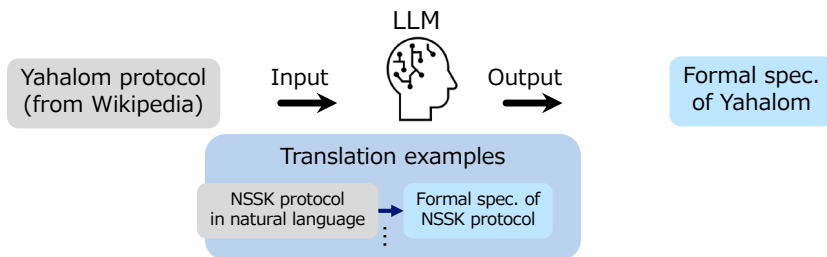 LLM
Yahalom protocol
(from Wikipedia)
Input
Output
Formal spec.
of Yahalom
Translation examples
NSSK protocol
in natural language
Formal spec. of
NSSK protocol
⋮